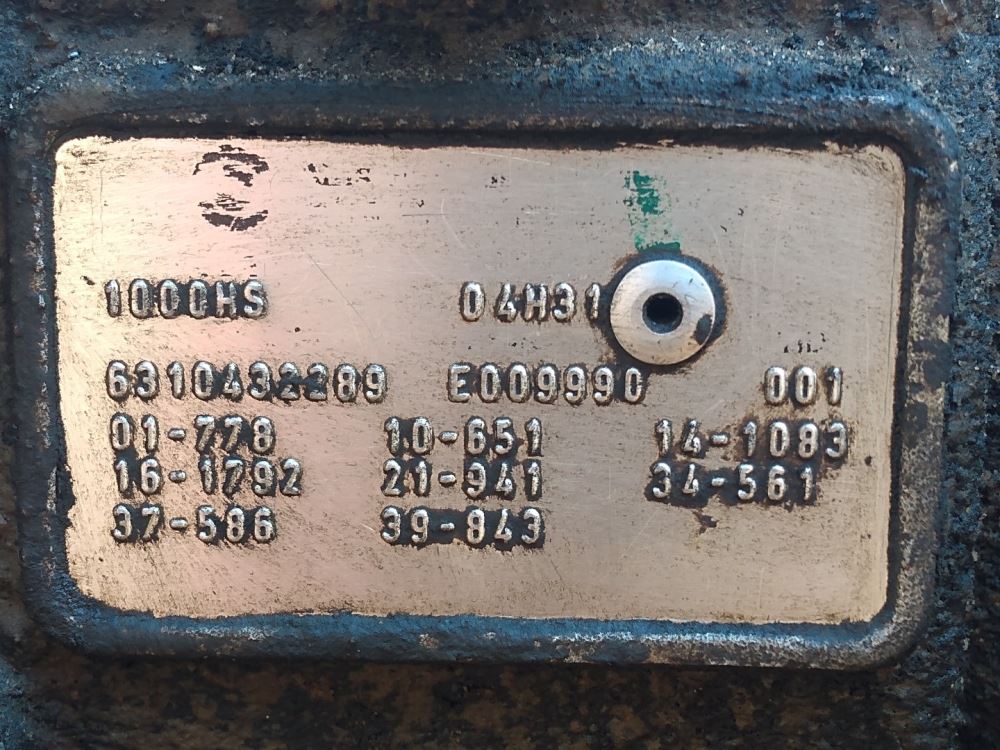 1000HS 04H31
6310432289 E009990 001
01-778 10-651 14-1083
16-1792 21-941 34-561
37-586 39-843